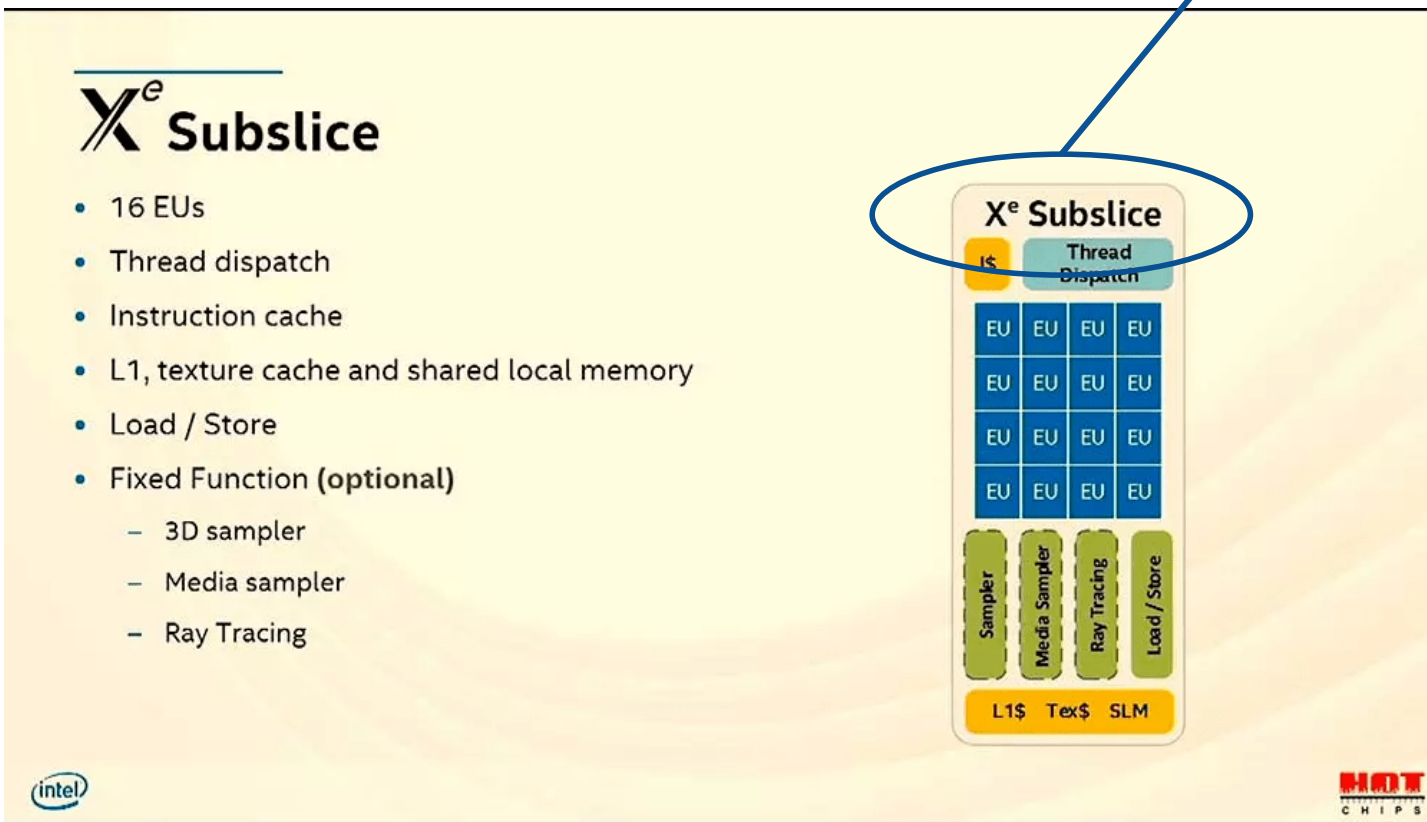 Xe Subslice
• 16 EUs
• Thread dispatch
• Instruction cache
• L1, texture cache and shared local memory
• Load / Store
• Fixed Function (optional)
– 3D sampler
– Media sampler
– Ray Tracing
Xe Subslice
I$
Thread
Dispatch
EU EU EU EU
EU EU EU EU
EU EU EU EU
EU EU EU EU
Sampler
Media Sampler
Ray Tracing
Load / Store
L1$ Tex$ SLM
intel
HOT
CHIPS